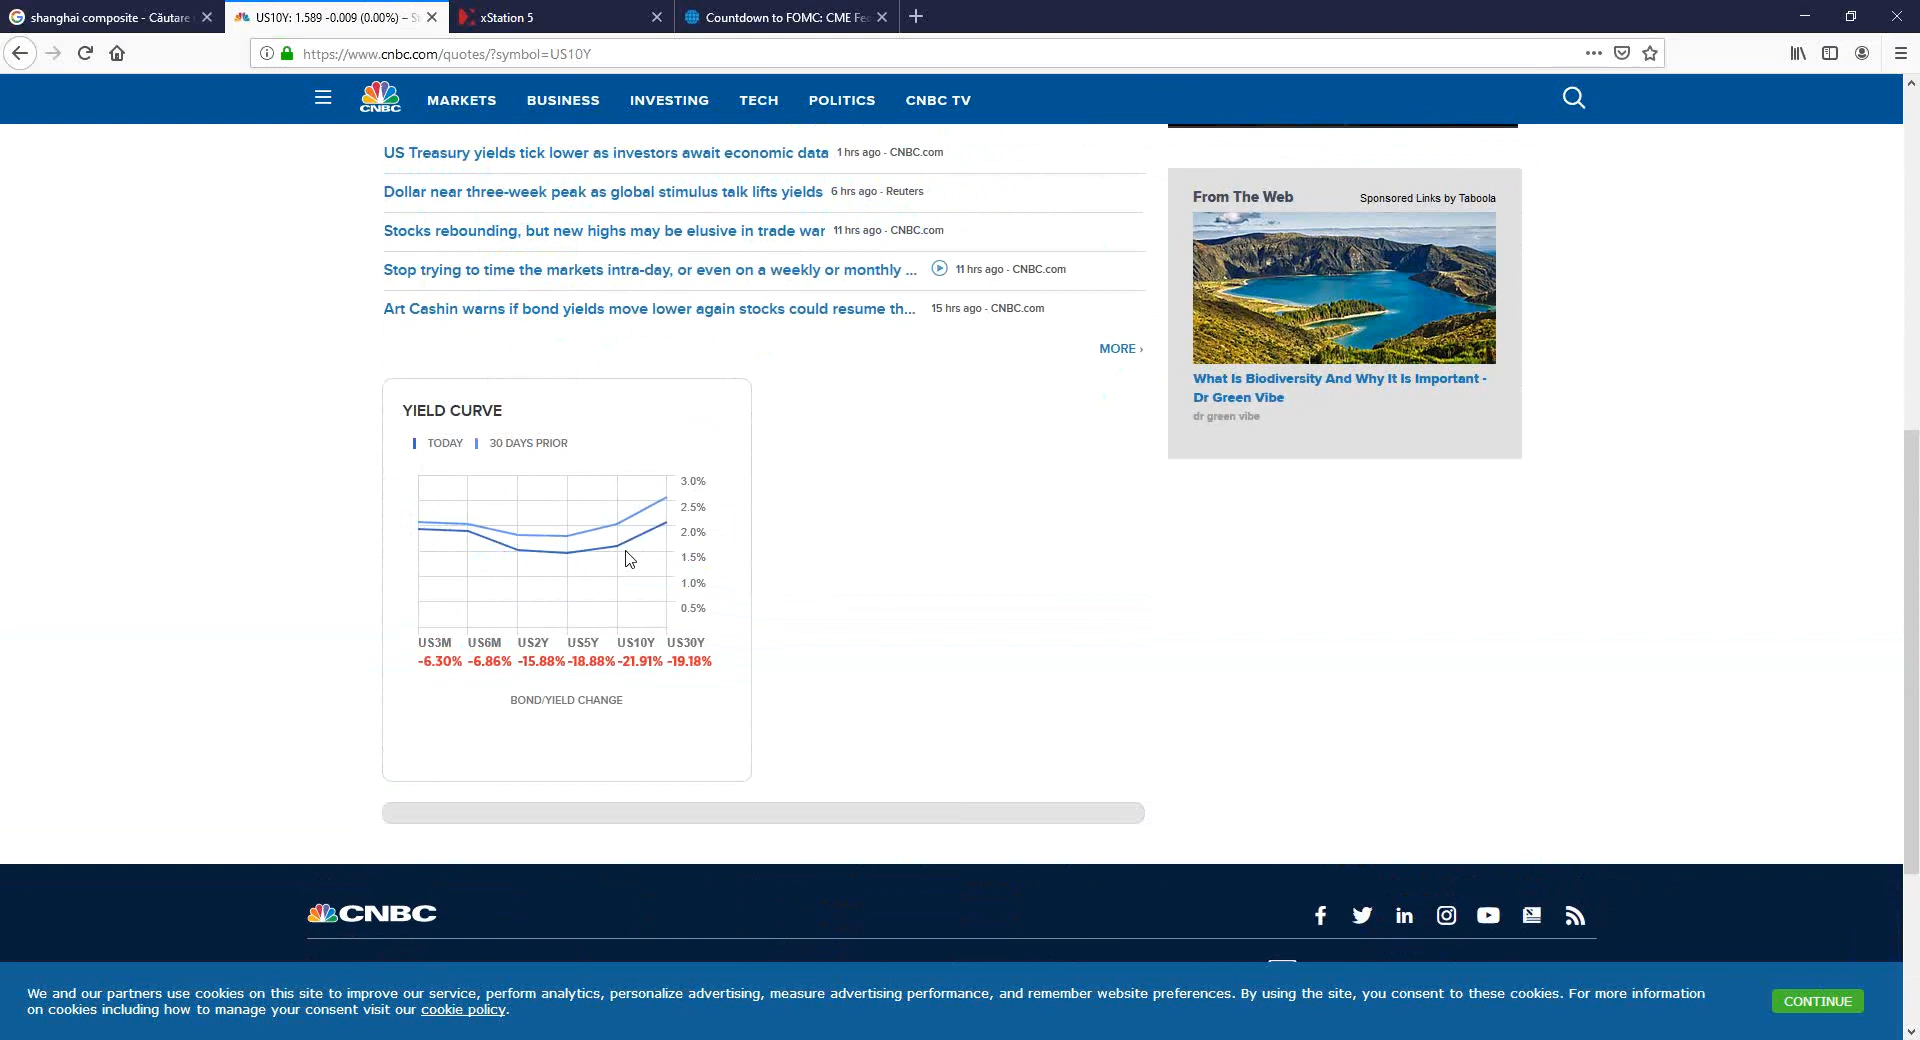 shanghai composite - Căutare
US10Y: 1.589 -0.009 (0.00%) –
xStation 5
Countdown to FOMC: CME Fe
https://www.cnbc.com/quotes/?symbol=US10Y
CNBC
MARKETS
BUSINESS
INVESTING
TECH
POLITICS
CNBC TV
US Treasury yields tick lower as investors await economic data 1 hrs ago - CNBC.com
Dollar near three-week peak as global stimulus talk lifts yields 6 hrs ago - Reuters
Stocks rebounding, but new highs may be elusive in trade war 11 hrs ago - CNBC.com
Stop trying to time the markets intra-day, or even on a weekly or monthly ... 11 hrs ago - CNBC.com
Art Cashin warns if bond yields move lower again stocks could resume th... 15 hrs ago - CNBC.com
MORE ›
From The Web
Sponsored Links by Taboola
What Is Biodiversity And Why It Is Important -
Dr Green Vibe
dr green vibe
YIELD CURVE
TODAY 30 DAYS PRIOR
3.0%
2.5%
2.0%
1.5%
1.0%
0.5%
US3M US6M US2Y US5Y US10Y US30Y
-6.30% -6.86% -15.88% -18.88% -21.91% -19.18%
BOND/YIELD CHANGE
CNBC
We and our partners use cookies on this site to improve our service, perform analytics, personalize advertising, measure advertising performance, and remember website preferences. By using the site, you consent to these cookies. For more information
on cookies including how to manage your consent visit our cookie policy.
CONTINUE